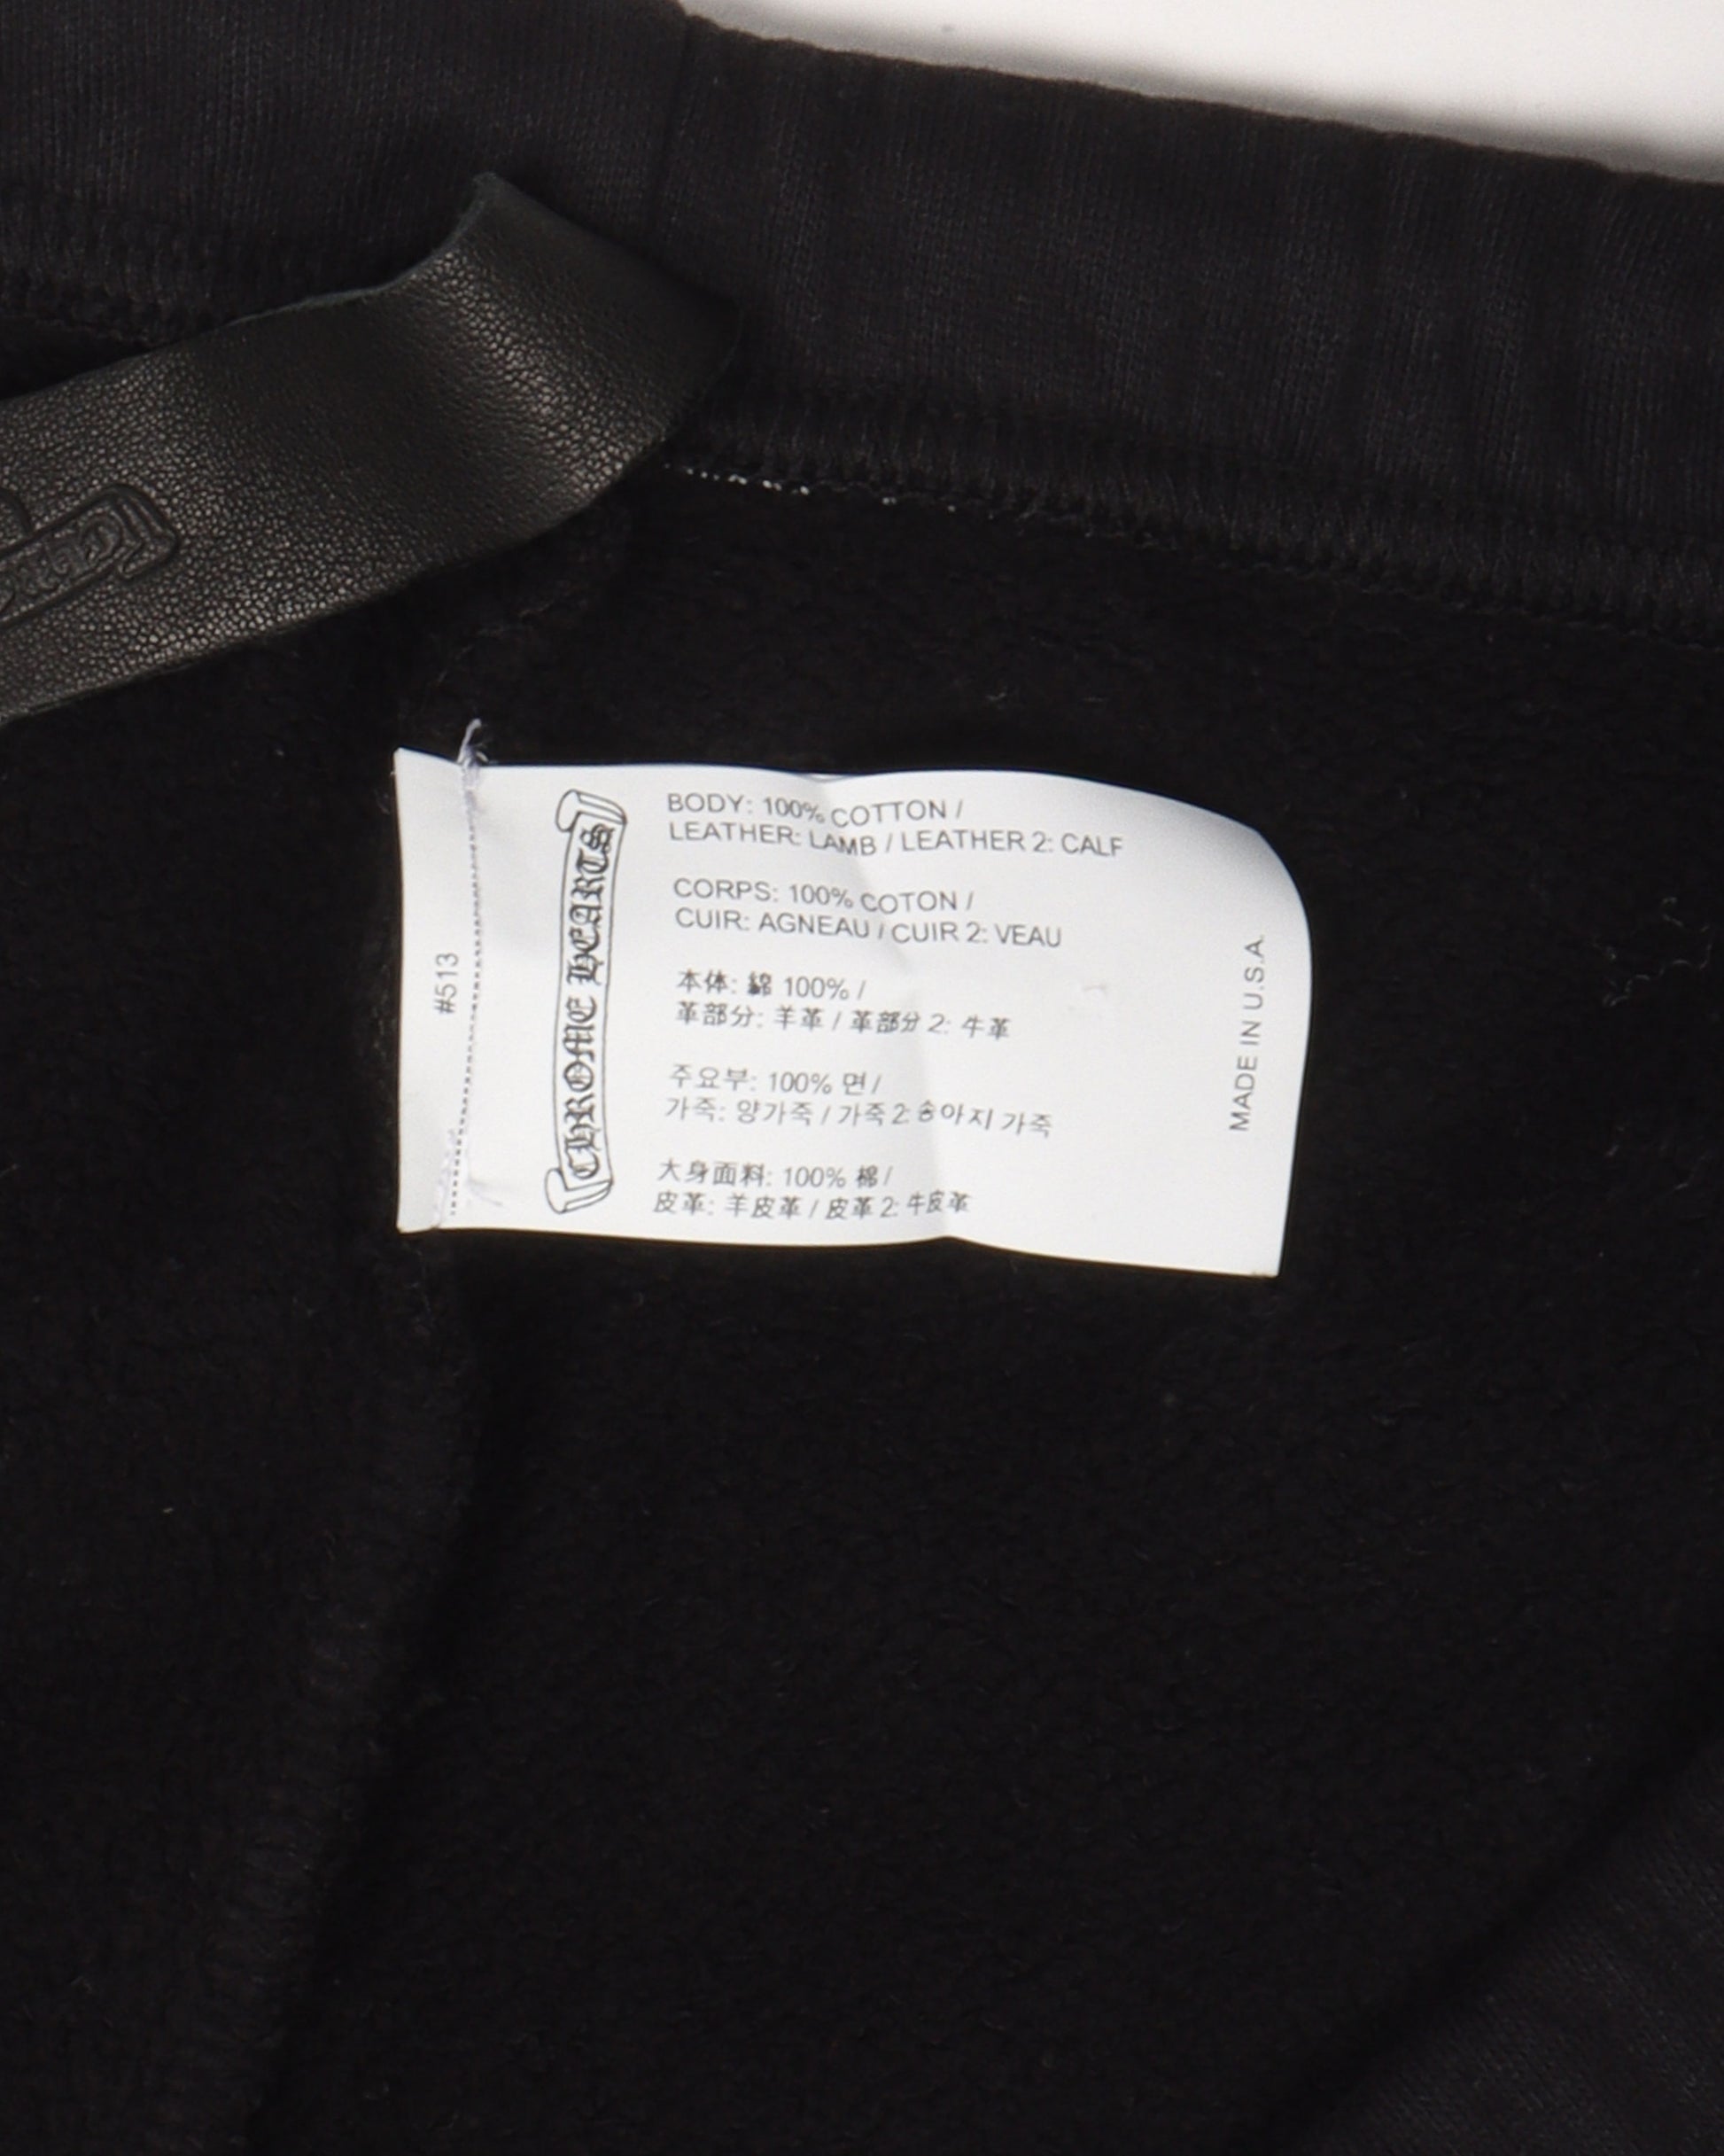 #513
CHROME HEARTS
BODY: 100% COTTON /
LEATHER: LAMB / LEATHER 2: CALF
CORPS: 100% COTON /
CUIR: AGNEAU / CUIR 2: VEAU
本体: 綿 100% /
革部分: 羊革 / 革部分 2: 牛革
주요부: 100% 면 /
가죽: 양가죽 / 가죽 2: 송아지 가죽
大身面料: 100% 棉 /
皮革: 羊皮革 / 皮革 2: 牛皮革
MADE IN U.S.A.